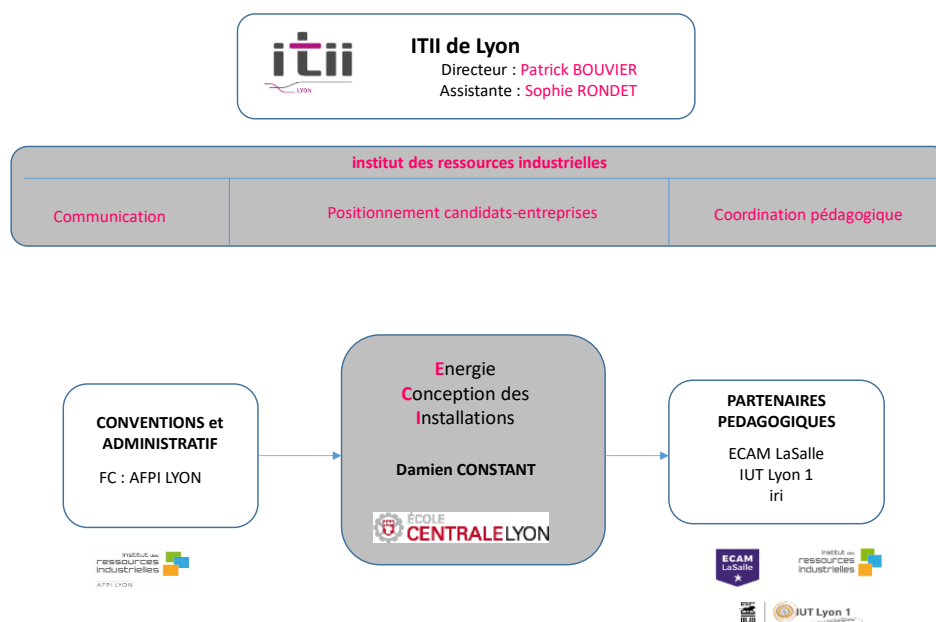 itii
LYON
ITII de Lyon
Directeur : Patrick BOUVIER
Assistante : Sophie RONDET
institut des ressources industrielles
Communication
Positionnement candidats-entreprises
Coordination pédagogique
CONVENTIONS et
ADMINISTRATIF
FC : AFPI LYON
institut des
ressources
industrielles
AFPI LYON
Energie
Conception des
Installations
Damien CONSTANT
ÉCOLE
CENTRALELYON
PARTENAIRES
PEDAGOGIQUES
ECAM LaSalle
IUT Lyon 1
iri
ECAM
LaSalle
institut des
ressources
industrielles
IUT Lyon 1